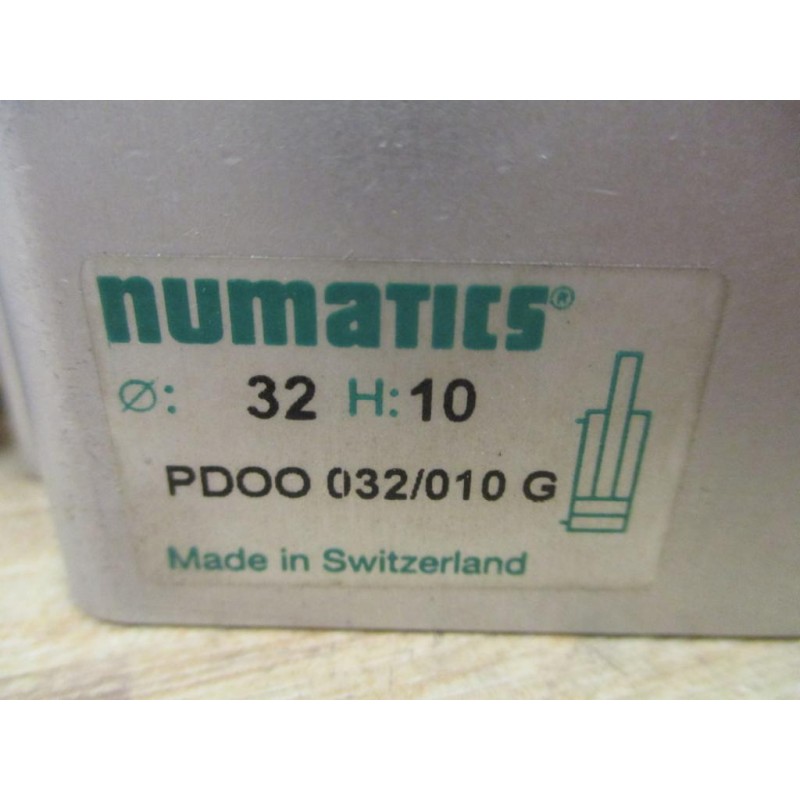 numatics®
Ø: 32 H: 10
PDOO 032/010 G
Made in Switzerland